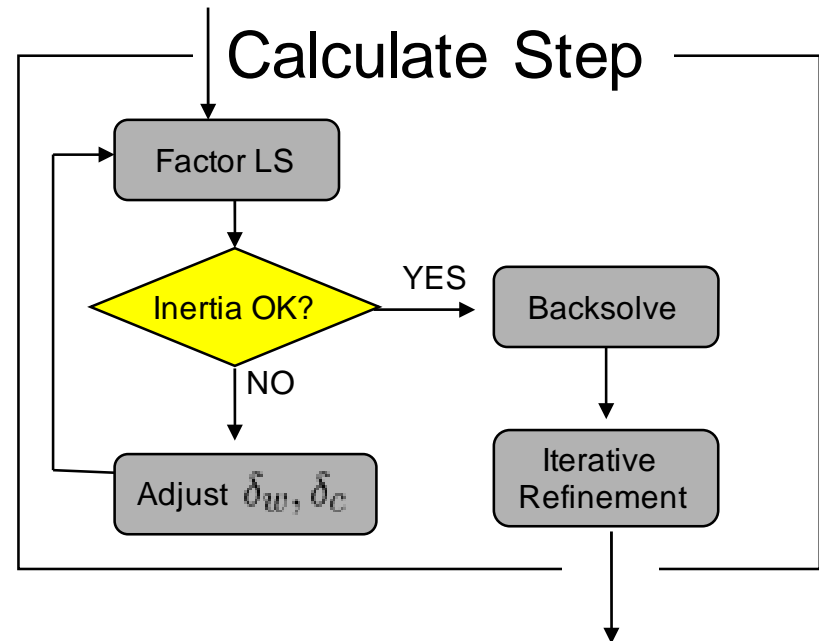 Calculate Step
Factor LS
Inertia OK?
YES
Backsolve
NO
Adjust δw, δc
Iterative
Refinement